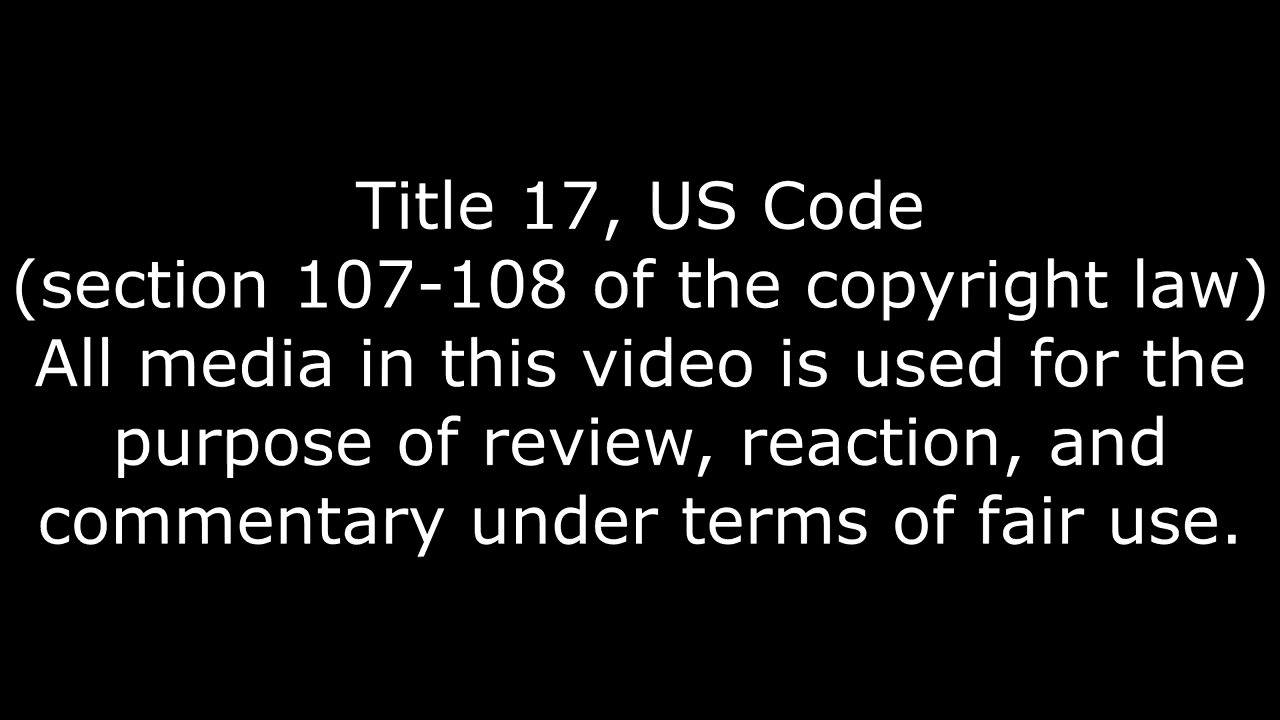 Title 17, US Code
(section 107-108 of the copyright law)
All media in this video is used for the
purpose of review, reaction, and
commentary under terms of fair use.